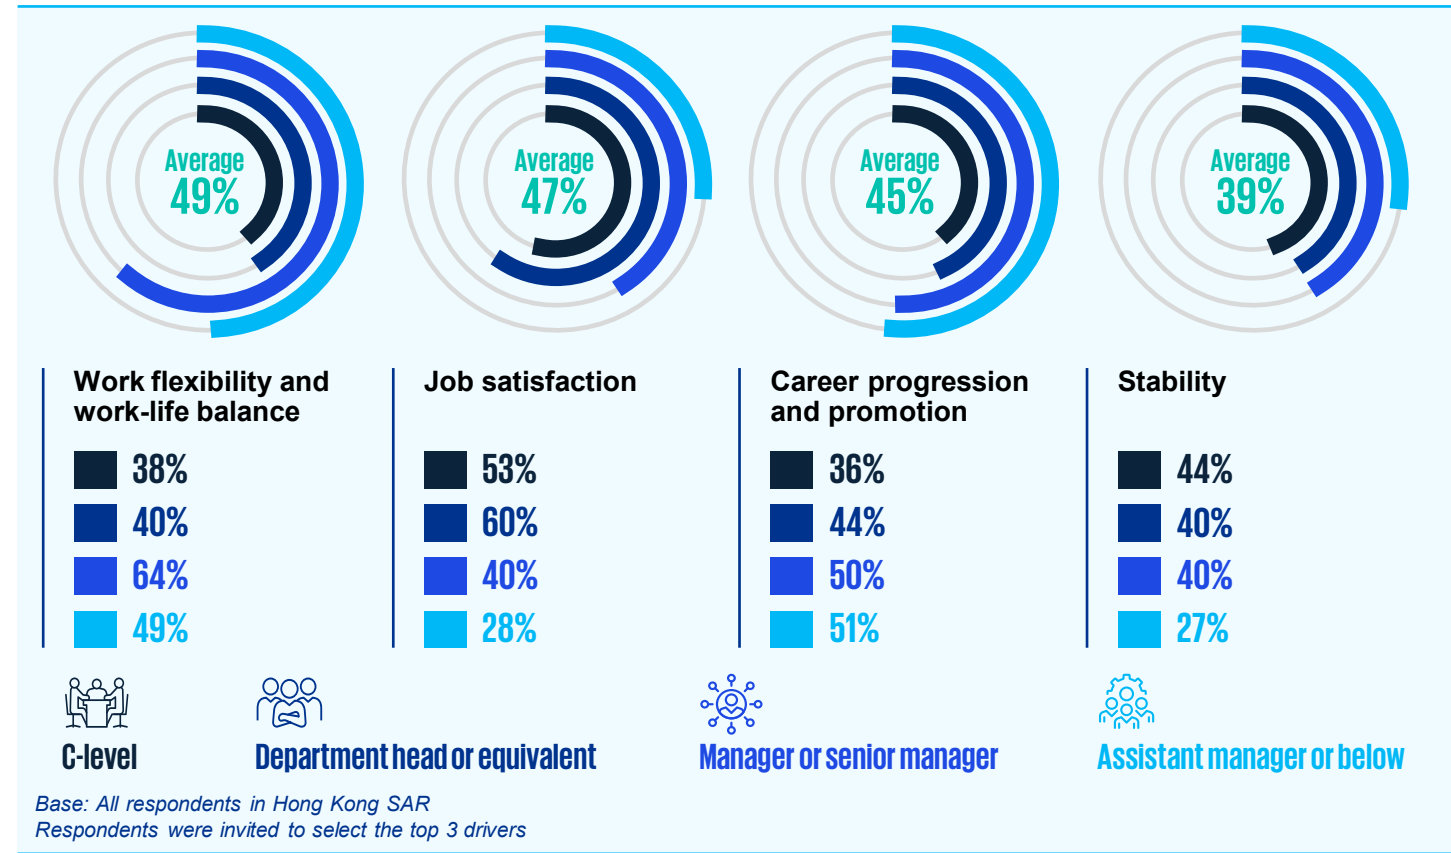 Average
49%
Average
47%
Average
45%
Average
39%
Work flexibility and
work-life balance
38%
40%
64%
49%
Job satisfaction
53%
60%
40%
28%
Career progression
and promotion
36%
44%
50%
51%
Stability
44%
40%
40%
27%
C-level
Department head or equivalent
Manager or senior manager
Assistant manager or below
Base: All respondents in Hong Kong SAR
Respondents were invited to select the top 3 drivers